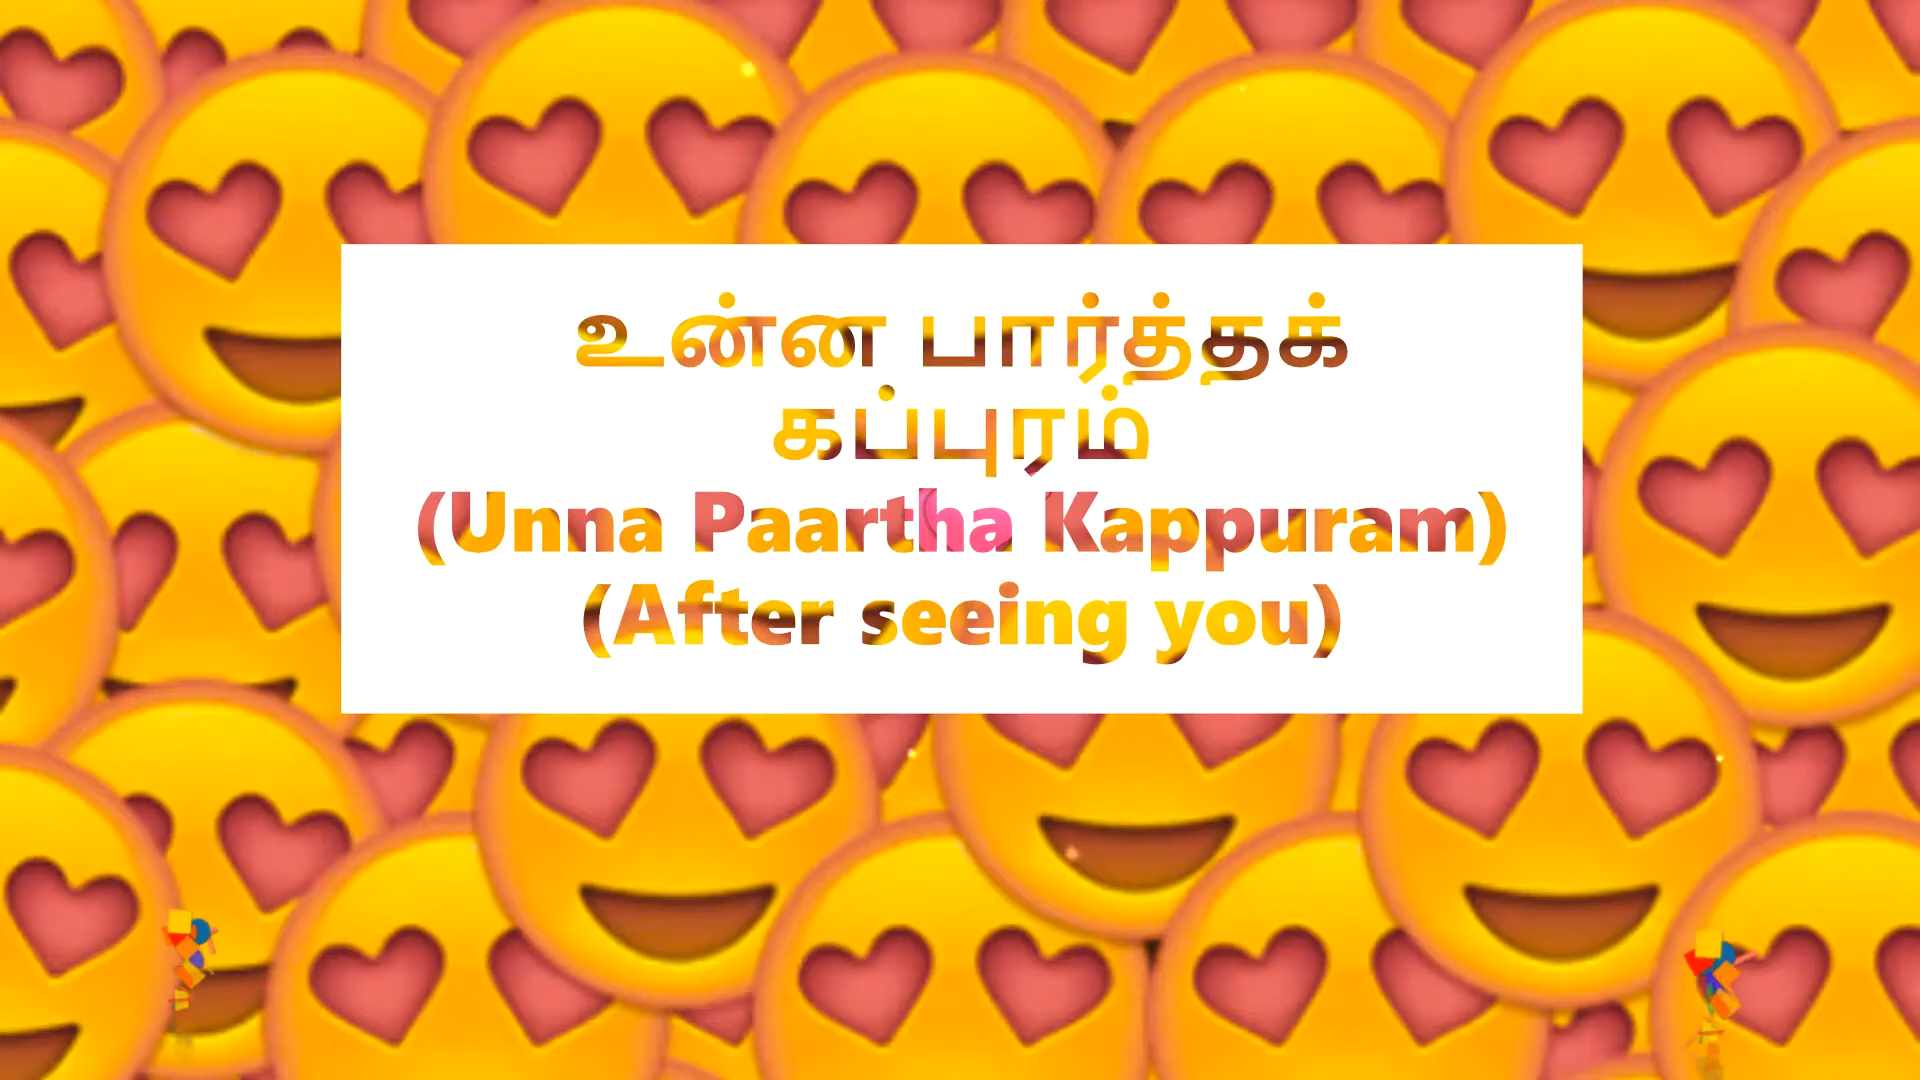 உன்ன பார்த்தக்
கப்புரம்
(Unna Paartha Kappuram)
(After seeing you)